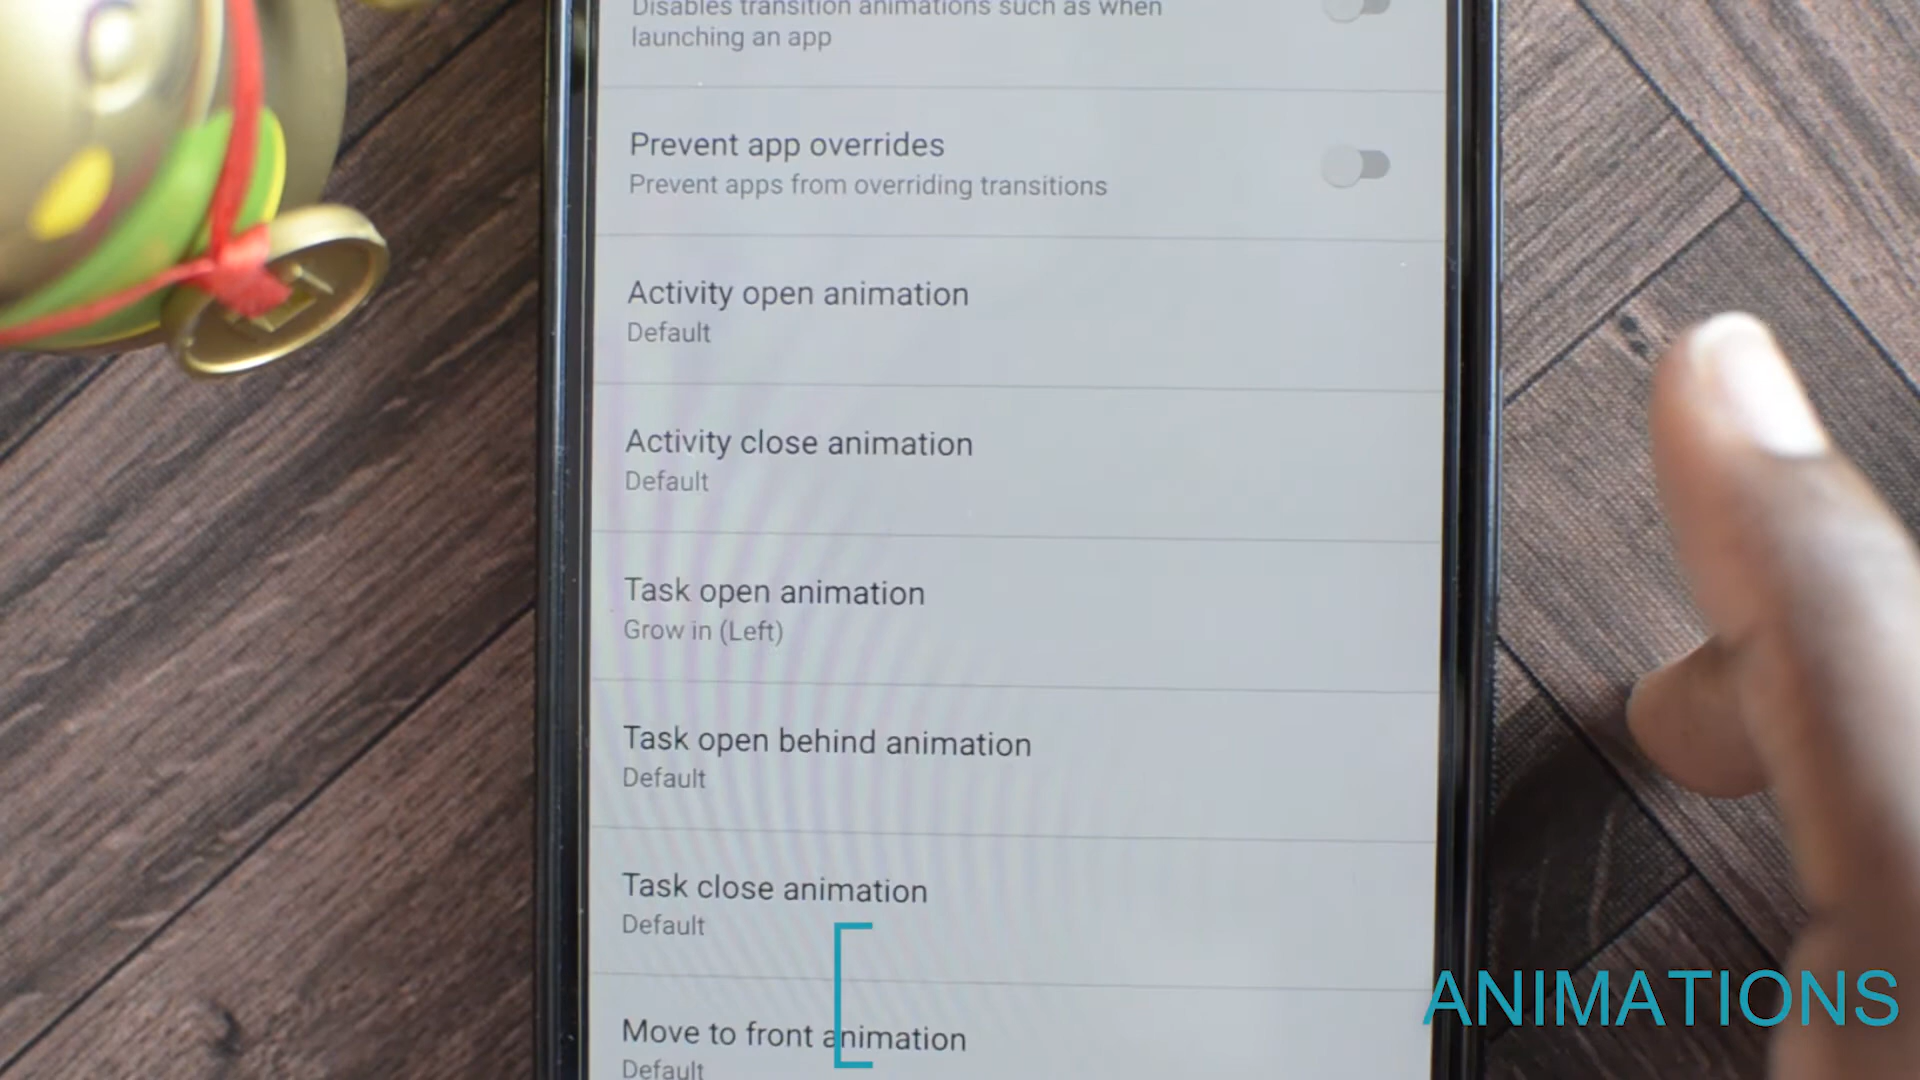 Disables transition animations such as when
launching an app
Prevent app overrides
Prevent apps from overriding transitions
Activity open animation
Default
Activity close animation
Default
Task open animation
Grow in (Left)
Task open behind animation
Default
Task close animation
Default
Move to front animation
Default
ANIMATIONS